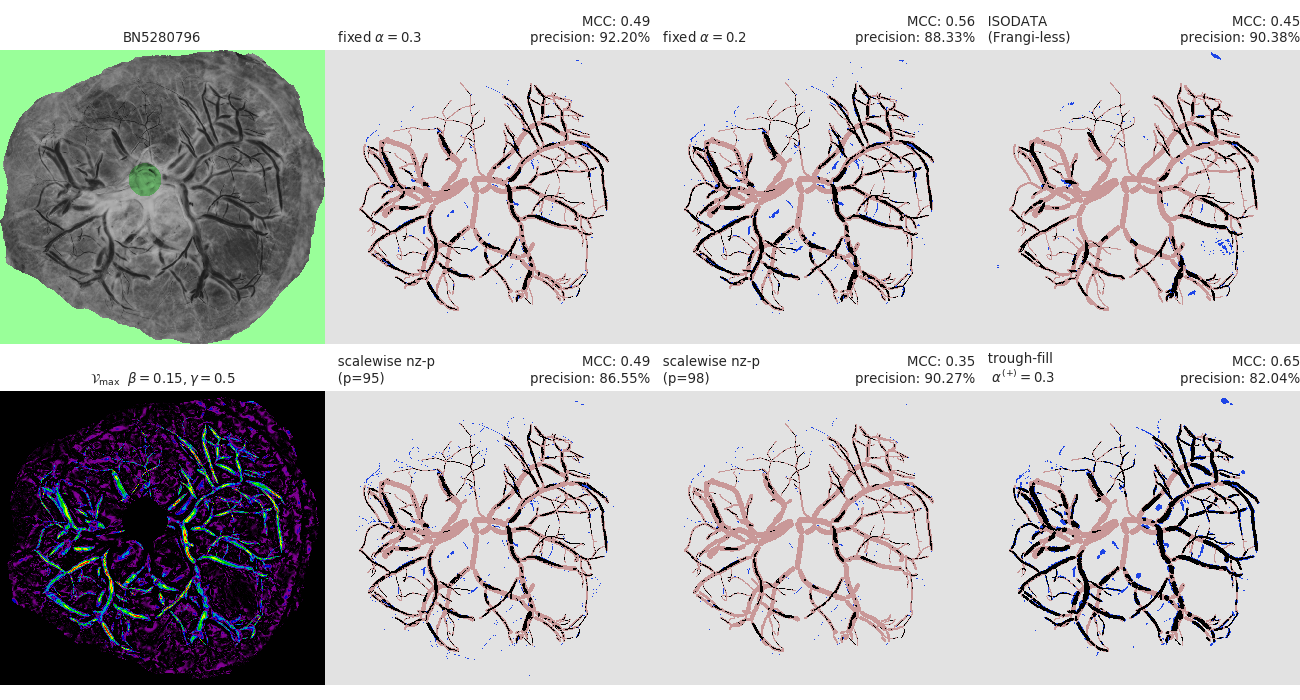 BN5280796
fixed α = 0.3
MCC: 0.49
precision: 92.20%
fixed α = 0.2
MCC: 0.56
precision: 88.33%
ISODATA
(Frangi-less)
MCC: 0.45
precision: 90.38%
𝒱max β = 0.15, γ = 0.5
scalewise nz-p
(p=95)
MCC: 0.49
precision: 86.55%
scalewise nz-p
(p=98)
MCC: 0.35
precision: 90.27%
trough-fill
α(+) = 0.3
MCC: 0.65
precision: 82.04%